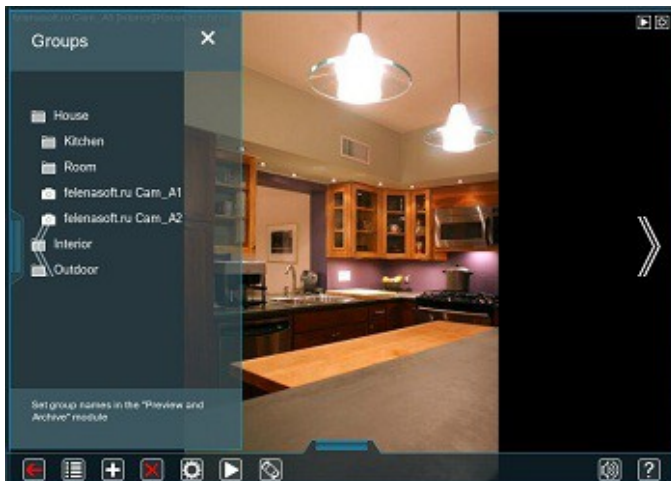 Groups
House
Kitchen
Room
felenasoft.ru Cam_A1
felenasoft.ru Cam_A2
Interior
Outdoor
Set group names in the "Preview and
Archive" module
?